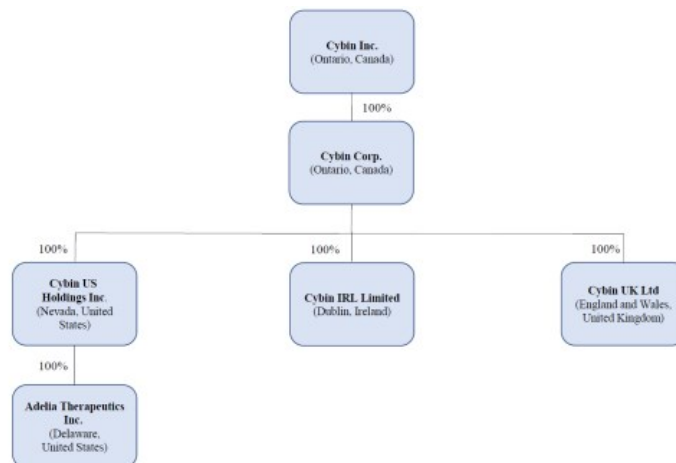 Cybin Inc.
(Ontario, Canada)
100%
Cybin Corp.
(Ontario, Canada)
100%
100%
100%
Cybin US
Holdings Inc.
(Nevada, United
States)
Cybin IRL Limited
(Dublin, Ireland)
Cybin UK Ltd
(England and Wales,
United Kingdom)
100%
Adelia Therapeutics
Inc.
(Delaware,
United States)